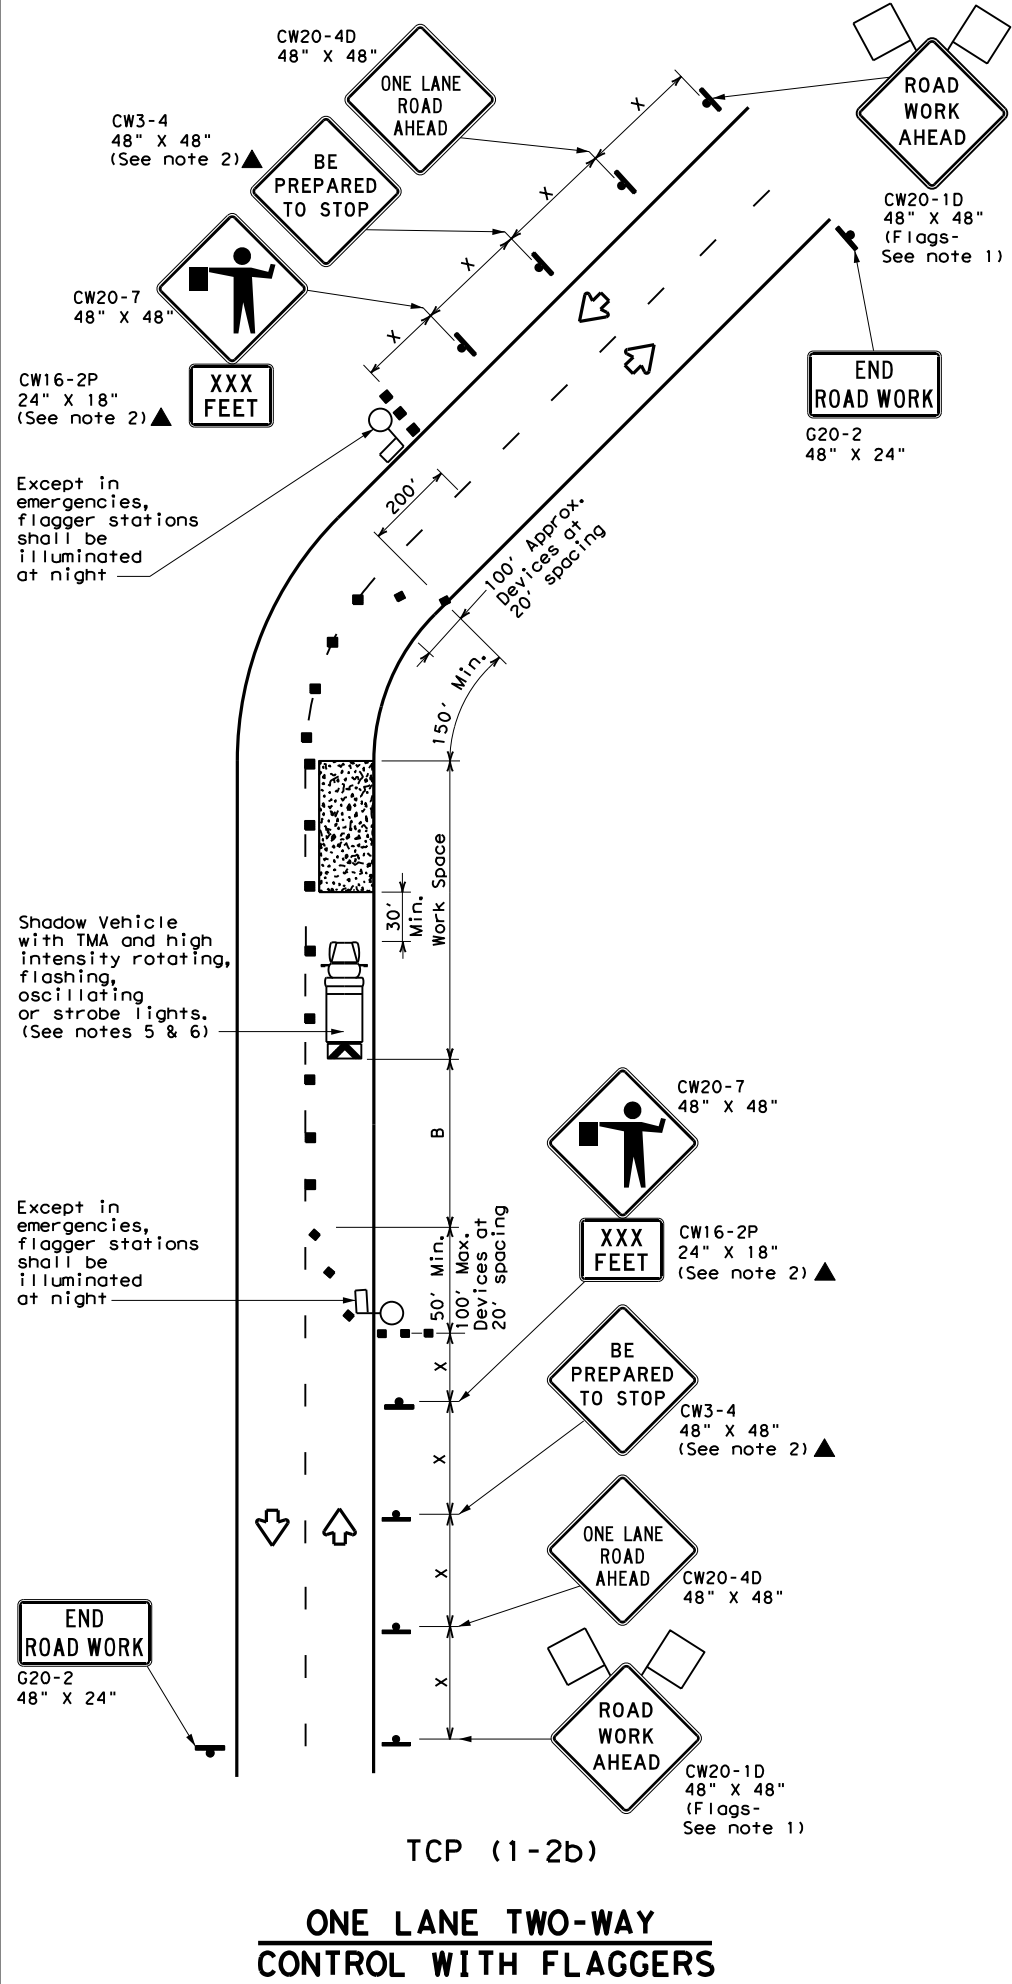 CW20-4D
48" X 48"
ONE LANE
ROAD
AHEAD
ROAD
WORK
AHEAD
CW20-1D
48" X 48"
(Flags-
See note 1)
CW3-4
48" X 48"
(See note 2)
BE
PREPARED
TO STOP
X
X
X
X
CW20-7
48" X 48"
CW16-2P
24" X 18"
(See note 2)
XXX
FEET
END
ROAD WORK
G20-2
48" X 24"
Except in
emergencies,
flagger stations
shall be
illuminated
at night
200'
100' Approx.
Devices at
20' spacing
150' Min.
Work Space
30'
Min.
Shadow Vehicle
with TMA and high
intensity rotating,
flashing,
oscillating
or strobe lights.
(See notes 5 & 6)
B
CW20-7
48" X 48"
XXX
FEET
CW16-2P
24" X 18"
(See note 2)
Except in
emergencies,
flagger stations
shall be
illuminated
at night
50' Min.
100' Max.
Devices at
20' spacing
X
X
X
X
BE
PREPARED
TO STOP
CW3-4
48" X 48"
(See note 2)
ONE LANE
ROAD
AHEAD
CW20-4D
48" X 48"
END
ROAD WORK
G20-2
48" X 24"
ROAD
WORK
AHEAD
CW20-1D
48" X 48"
(Flags-
See note 1)
TCP (1-2b)
ONE LANE TWO-WAY
CONTROL WITH FLAGGERS